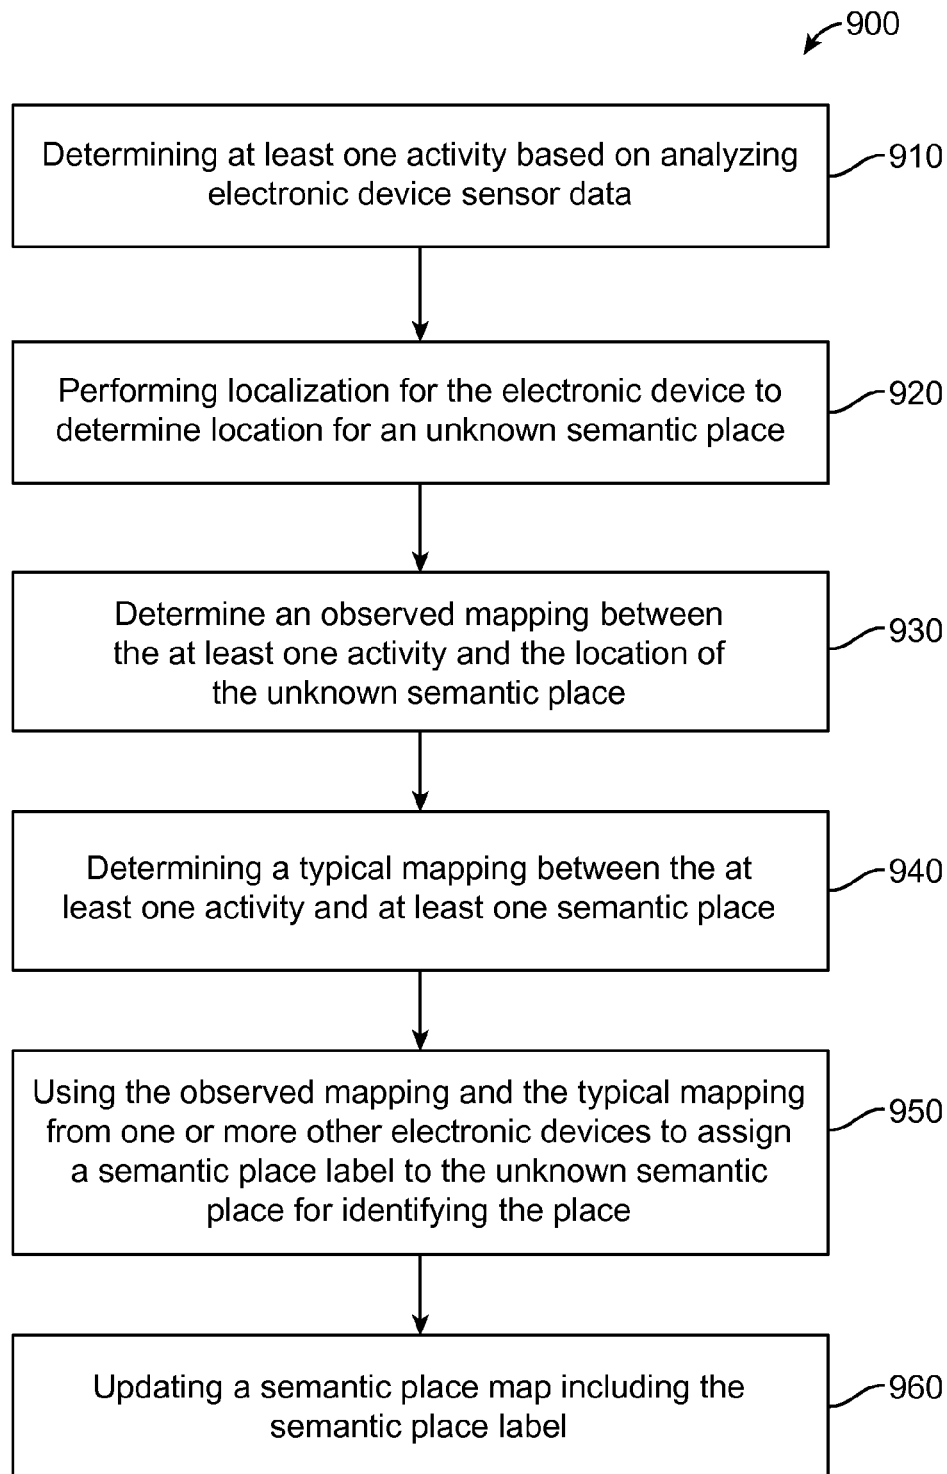 900
Determining at least one activity based on analyzing
electronic device sensor data
910
Performing localization for the electronic device to
determine location for an unknown semantic place
920
Determine an observed mapping between
the at least one activity and the location of
the unknown semantic place
930
Determining a typical mapping between the at
least one activity and at least one semantic place
940
Using the observed mapping and the typical mapping
from one or more other electronic devices to assign
a semantic place label to the unknown semantic
place for identifying the place
950
Updating a semantic place map including the
semantic place label
960